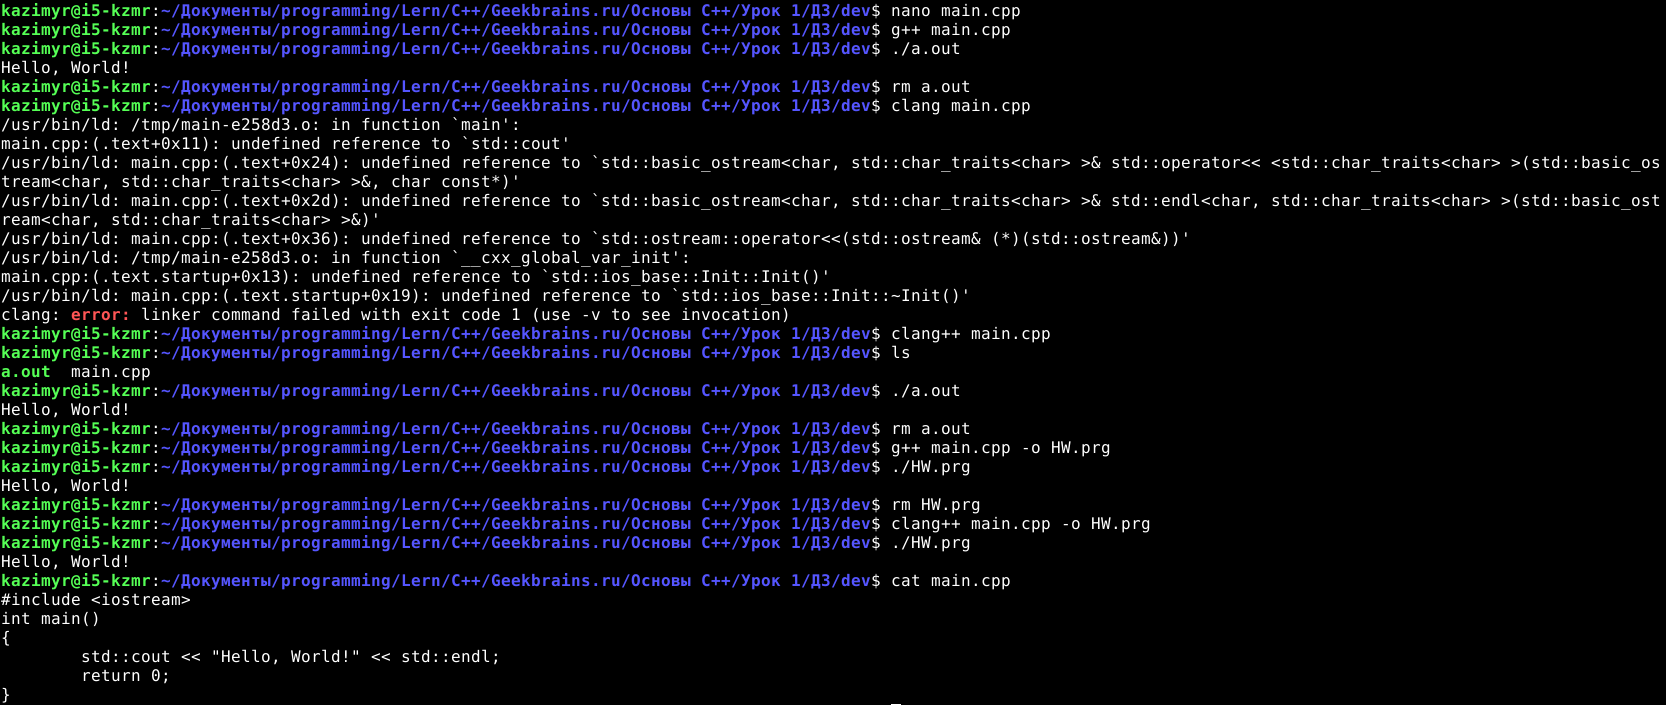 kazimyr@i5-kzmr:~/Документы/programming/Lern/C++/Geekbrains.ru/Основы C++/Урок 1/ДЗ/dev$ nano main.cpp
kazimyr@i5-kzmr:~/Документы/programming/Lern/C++/Geekbrains.ru/Основы C++/Урок 1/ДЗ/dev$ g++ main.cpp
kazimyr@i5-kzmr:~/Документы/programming/Lern/C++/Geekbrains.ru/Основы C++/Урок 1/ДЗ/dev$ ./a.out
Hello, World!
kazimyr@i5-kzmr:~/Документы/programming/Lern/C++/Geekbrains.ru/Основы C++/Урок 1/ДЗ/dev$ rm a.out
kazimyr@i5-kzmr:~/Документы/programming/Lern/C++/Geekbrains.ru/Основы C++/Урок 1/ДЗ/dev$ clang main.cpp
/usr/bin/ld: /tmp/main-e258d3.o: in function `main':
main.cpp:(.text+0x11): undefined reference to `std::cout'
/usr/bin/ld: main.cpp:(.text+0x24): undefined reference to `std::basic_ostream<char, std::char_traits<char> >& std::operator<< <std::char_traits<char> >(std::basic_os
tream<char, std::char_traits<char> >&, char const*)'
/usr/bin/ld: main.cpp:(.text+0x2d): undefined reference to `std::basic_ostream<char, std::char_traits<char> >& std::endl<char, std::char_traits<char> >(std::basic_ost
ream<char, std::char_traits<char> >&)'
/usr/bin/ld: main.cpp:(.text+0x36): undefined reference to `std::ostream::operator<<(std::ostream& (*)(std::ostream&))'
/usr/bin/ld: /tmp/main-e258d3.o: in function `__cxx_global_var_init':
main.cpp:(.text.startup+0x13): undefined reference to `std::ios_base::Init::Init()'
/usr/bin/ld: main.cpp:(.text.startup+0x19): undefined reference to `std::ios_base::Init::~Init()'
clang: error: linker command failed with exit code 1 (use -v to see invocation)
kazimyr@i5-kzmr:~/Документы/programming/Lern/C++/Geekbrains.ru/Основы C++/Урок 1/ДЗ/dev$ clang++ main.cpp
kazimyr@i5-kzmr:~/Документы/programming/Lern/C++/Geekbrains.ru/Основы C++/Урок 1/ДЗ/dev$ ls
a.out  main.cpp
kazimyr@i5-kzmr:~/Документы/programming/Lern/C++/Geekbrains.ru/Основы C++/Урок 1/ДЗ/dev$ ./a.out
Hello, World!
kazimyr@i5-kzmr:~/Документы/programming/Lern/C++/Geekbrains.ru/Основы C++/Урок 1/ДЗ/dev$ rm a.out
kazimyr@i5-kzmr:~/Документы/programming/Lern/C++/Geekbrains.ru/Основы C++/Урок 1/ДЗ/dev$ g++ main.cpp -o HW.prg
kazimyr@i5-kzmr:~/Документы/programming/Lern/C++/Geekbrains.ru/Основы C++/Урок 1/ДЗ/dev$ ./HW.prg
Hello, World!
kazimyr@i5-kzmr:~/Документы/programming/Lern/C++/Geekbrains.ru/Основы C++/Урок 1/ДЗ/dev$ rm HW.prg
kazimyr@i5-kzmr:~/Документы/programming/Lern/C++/Geekbrains.ru/Основы C++/Урок 1/ДЗ/dev$ clang++ main.cpp -o HW.prg
kazimyr@i5-kzmr:~/Документы/programming/Lern/C++/Geekbrains.ru/Основы C++/Урок 1/ДЗ/dev$ ./HW.prg
Hello, World!
kazimyr@i5-kzmr:~/Документы/programming/Lern/C++/Geekbrains.ru/Основы C++/Урок 1/ДЗ/dev$ cat main.cpp
#include <iostream>
int main()
{
        std::cout << "Hello, World!" << std::endl;
        return 0;
}